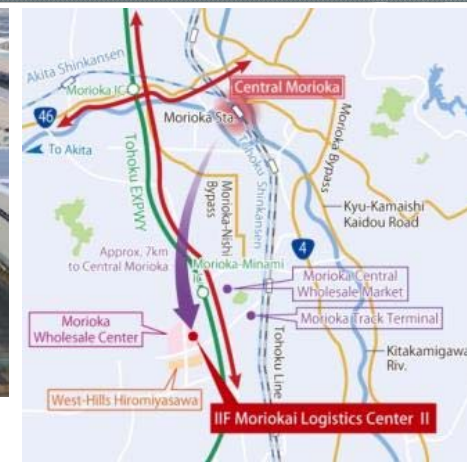 Akita Shinkansen
Morioka IC
Central Morioka
46
Morioka Sta.
To Akita
Tohoku EXPWY
Morioka-Nishi
Bypass
Tohoku Shinkansen
Morioka Bypass
Kyu-Kamaishi
Kaidou Road
4
Approx. 7km
to Central Morioka
Morioka-Minami
IC
Morioka Central
Wholesale Market
Morioka Track Terminal
Morioka
Wholesale Center
Tohoku Line
Kitakamigawa
Riv.
West-Hills Hiromiyasawa
IIF Moriokai Logistics Center II